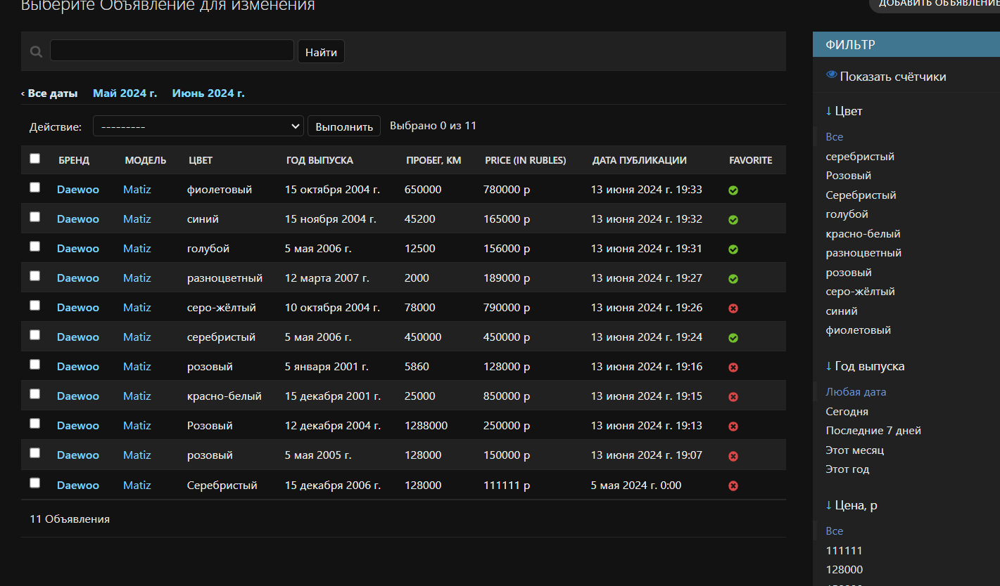 Выберите Объявление для изменения
ДОБАВИТЬ ОБЪЯВЛЕНИЕ
Найти
‹ Все даты Май 2024 г. Июнь 2024 г.
Действие: --------- Выполнить Выбрано 0 из 11
БРЕНД МОДЕЛЬ ЦВЕТ ГОД ВЫПУСКА ПРОБЕГ, КМ PRICE (IN RUBLES) ДАТА ПУБЛИКАЦИИ FAVORITE
Daewoo Matiz фиолетовый 15 октября 2004 г. 650000 780000 р 13 июня 2024 г. 19:33
Daewoo Matiz синий 15 ноября 2004 г. 45200 165000 р 13 июня 2024 г. 19:32
Daewoo Matiz голубой 5 мая 2006 г. 12500 156000 р 13 июня 2024 г. 19:31
Daewoo Matiz разноцветный 12 марта 2007 г. 2000 189000 р 13 июня 2024 г. 19:27
Daewoo Matiz серо-жёлтый 10 октября 2004 г. 78000 790000 р 13 июня 2024 г. 19:26
Daewoo Matiz серебристый 5 мая 2006 г. 450000 450000 р 13 июня 2024 г. 19:24
Daewoo Matiz розовый 5 января 2001 г. 5860 128000 р 13 июня 2024 г. 19:16
Daewoo Matiz красно-белый 15 декабря 2001 г. 25000 850000 р 13 июня 2024 г. 19:15
Daewoo Matiz Розовый 12 декабря 2004 г. 1288000 250000 р 13 июня 2024 г. 19:13
Daewoo Matiz розовый 5 мая 2005 г. 128000 150000 р 13 июня 2024 г. 19:07
Daewoo Matiz Серебристый 15 декабря 2006 г. 128000 111111 р 5 мая 2024 г. 0:00
11 Объявления
ФИЛЬТР
Показать счётчики
↓ Цвет
Все
серебристый
Розовый
Серебристый
голубой
красно-белый
разноцветный
розовый
серо-жёлтый
синий
фиолетовый
↓ Год выпуска
Любая дата
Сегодня
Последние 7 дней
Этот месяц
Этот год
↓ Цена, р
Все
111111
128000